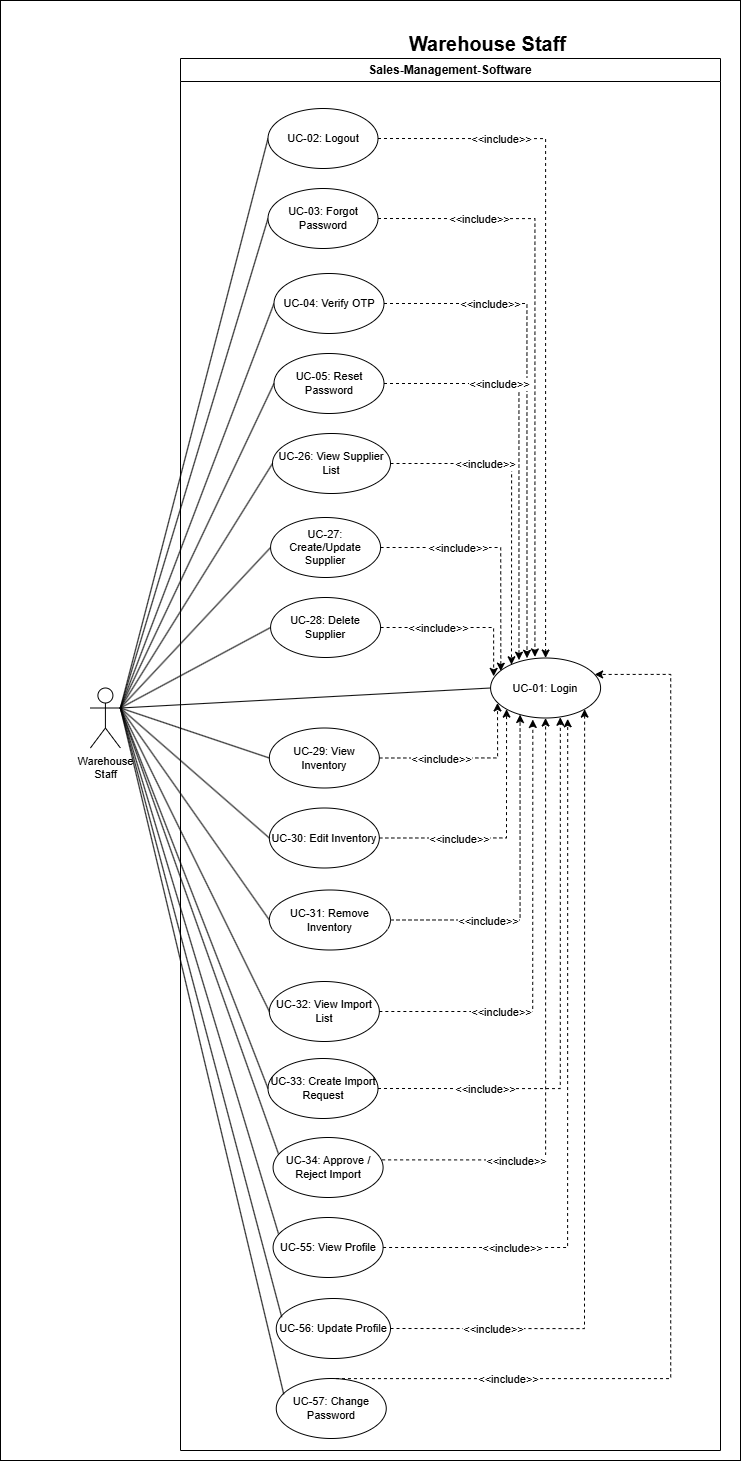 Warehouse Staff
Sales-Management-Software
UC-02: Logout
<<include>>
UC-03: Forgot
Password
<<include>>
UC-04: Verify OTP
<<include>>
UC-05: Reset
Password
<<include>>
UC-26: View Supplier
List
<<include>>
UC-27:
Create/Update
Supplier
<<include>>
UC-28: Delete
Supplier
<<include>>
UC-01: Login
Warehouse
Staff
UC-29: View
Inventory
<<include>>
UC-30: Edit Inventory
<<include>>
UC-31: Remove
Inventory
<<include>>
UC-32: View Import
List
<<include>>
UC-33: Create Import
Request
<<include>>
UC-34: Approve /
Reject Import
<<include>>
UC-55: View Profile
<<include>>
UC-56: Update Profile
<<include>>
UC-57: Change
Password
<<include>>